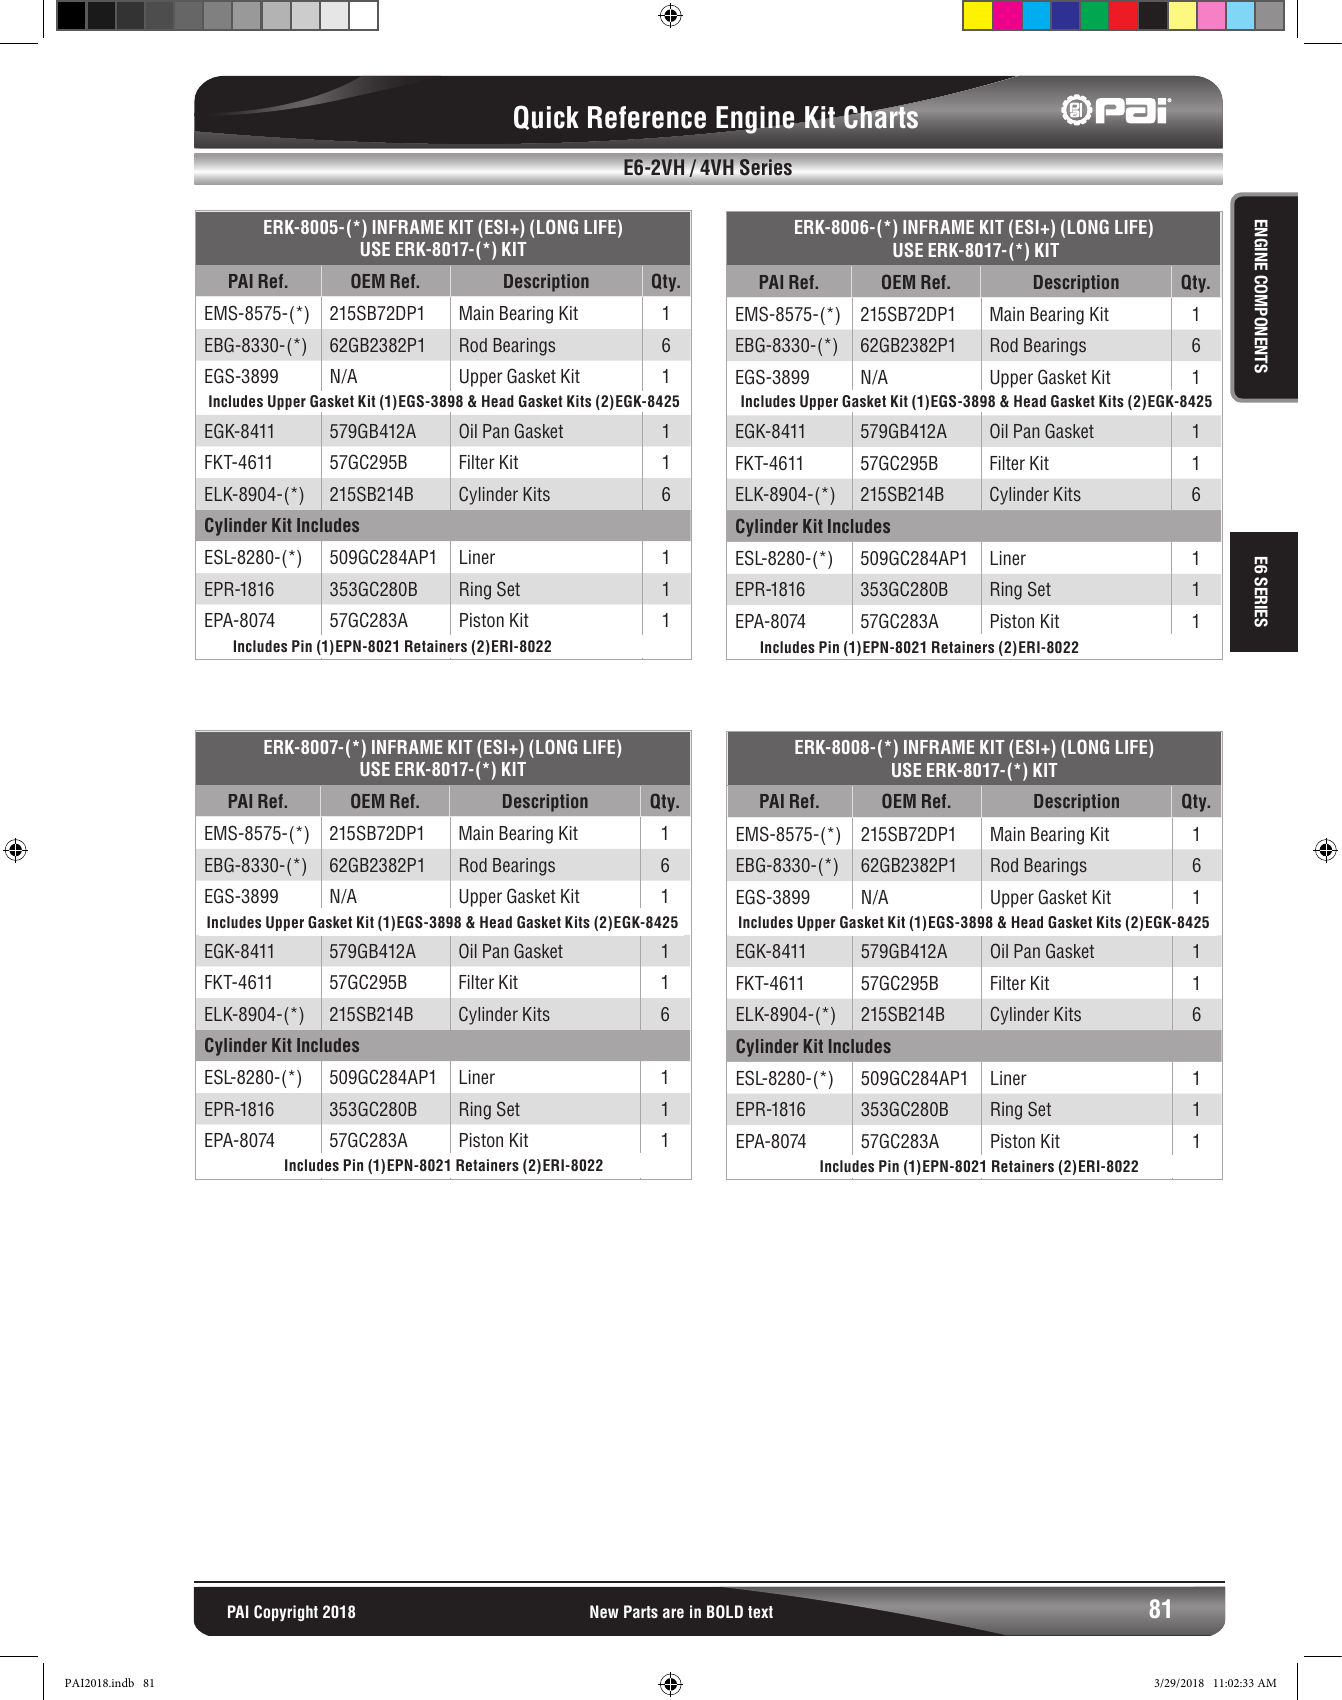 Quick Reference Engine Kit Charts
pai
E6-2VH / 4VH Series
ERK-8005-(*) INFRAME KIT (ESI+) (LONG LIFE)
USE ERK-8017-(*) KIT
PAI Ref. OEM Ref. Description Qty.
EMS-8575-(*) 215SB72DP1 Main Bearing Kit 1
EBG-8330-(*) 62GB2382P1 Rod Bearings 6
EGS-3899 N/A Upper Gasket Kit 1
Includes Upper Gasket Kit (1)EGS-3898 & Head Gasket Kits (2)EGK-8425
EGK-8411 579GB412A Oil Pan Gasket 1
FKT-4611 57GC295B Filter Kit 1
ELK-8904-(*) 215SB214B Cylinder Kits 6
Cylinder Kit Includes
ESL-8280-(*) 509GC284AP1 Liner 1
EPR-1816 353GC280B Ring Set 1
EPA-8074 57GC283A Piston Kit 1
Includes Pin (1)EPN-8021 Retainers (2)ERI-8022
ERK-8006-(*) INFRAME KIT (ESI+) (LONG LIFE)
USE ERK-8017-(*) KIT
PAI Ref. OEM Ref. Description Qty.
EMS-8575-(*) 215SB72DP1 Main Bearing Kit 1
EBG-8330-(*) 62GB2382P1 Rod Bearings 6
EGS-3899 N/A Upper Gasket Kit 1
Includes Upper Gasket Kit (1)EGS-3898 & Head Gasket Kits (2)EGK-8425
EGK-8411 579GB412A Oil Pan Gasket 1
FKT-4611 57GC295B Filter Kit 1
ELK-8904-(*) 215SB214B Cylinder Kits 6
Cylinder Kit Includes
ESL-8280-(*) 509GC284AP1 Liner 1
EPR-1816 353GC280B Ring Set 1
EPA-8074 57GC283A Piston Kit 1
Includes Pin (1)EPN-8021 Retainers (2)ERI-8022
ENGINE COMPONENTS
E6 SERIES
ERK-8007-(*) INFRAME KIT (ESI+) (LONG LIFE)
USE ERK-8017-(*) KIT
PAI Ref. OEM Ref. Description Qty.
EMS-8575-(*) 215SB72DP1 Main Bearing Kit 1
EBG-8330-(*) 62GB2382P1 Rod Bearings 6
EGS-3899 N/A Upper Gasket Kit 1
Includes Upper Gasket Kit (1)EGS-3898 & Head Gasket Kits (2)EGK-8425
EGK-8411 579GB412A Oil Pan Gasket 1
FKT-4611 57GC295B Filter Kit 1
ELK-8904-(*) 215SB214B Cylinder Kits 6
Cylinder Kit Includes
ESL-8280-(*) 509GC284AP1 Liner 1
EPR-1816 353GC280B Ring Set 1
EPA-8074 57GC283A Piston Kit 1
Includes Pin (1)EPN-8021 Retainers (2)ERI-8022
ERK-8008-(*) INFRAME KIT (ESI+) (LONG LIFE)
USE ERK-8017-(*) KIT
PAI Ref. OEM Ref. Description Qty.
EMS-8575-(*) 215SB72DP1 Main Bearing Kit 1
EBG-8330-(*) 62GB2382P1 Rod Bearings 6
EGS-3899 N/A Upper Gasket Kit 1
Includes Upper Gasket Kit (1)EGS-3898 & Head Gasket Kits (2)EGK-8425
EGK-8411 579GB412A Oil Pan Gasket 1
FKT-4611 57GC295B Filter Kit 1
ELK-8904-(*) 215SB214B Cylinder Kits 6
Cylinder Kit Includes
ESL-8280-(*) 509GC284AP1 Liner 1
EPR-1816 353GC280B Ring Set 1
EPA-8074 57GC283A Piston Kit 1
Includes Pin (1)EPN-8021 Retainers (2)ERI-8022
PAI Copyright 2018 New Parts are in BOLD text 81
PAI2018.indb 81 3/29/2018 11:02:33 AM